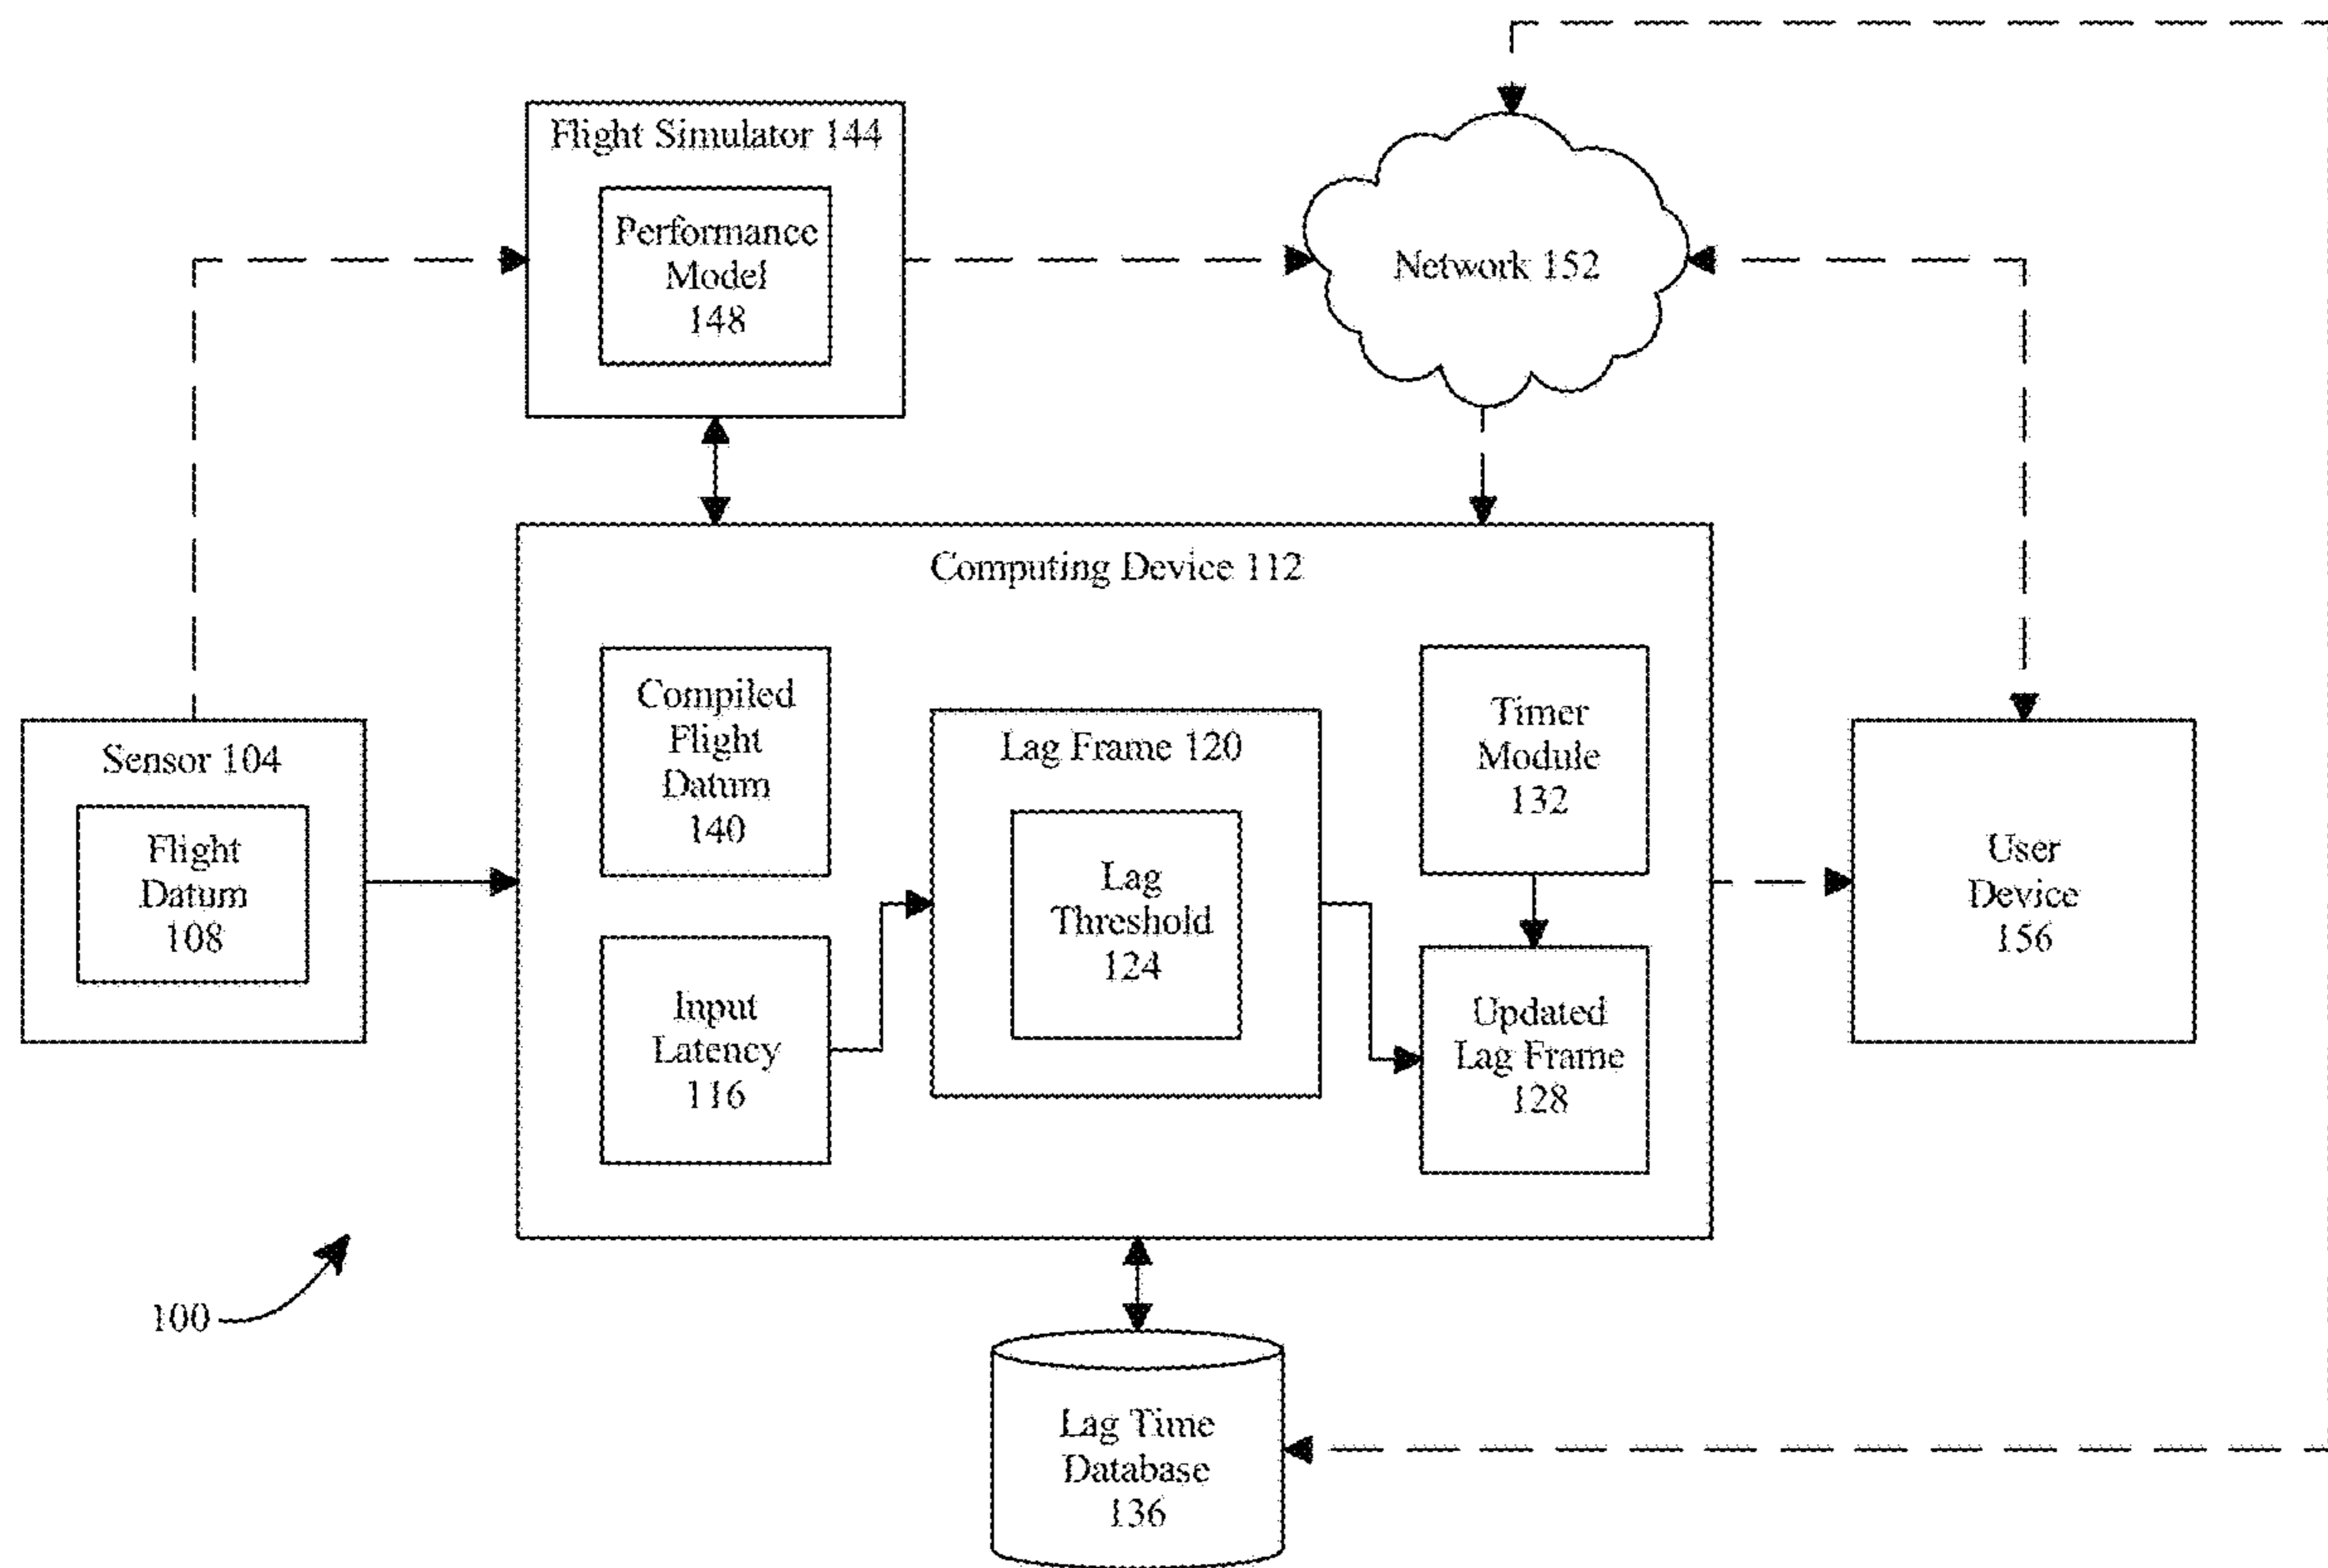 Flight Simulator 144
Performance
Model
148
Network 152
Computing Device 112
Sensor 104
Flight
Datum
108
Compiled
Flight
Datum
140
Input
Latency
116
Lag Frame 120
Lag
Threshold
124
Timer
Module
132
Updated
Lag Frame
128
User
Device
156
100
Lag Time
Database
136